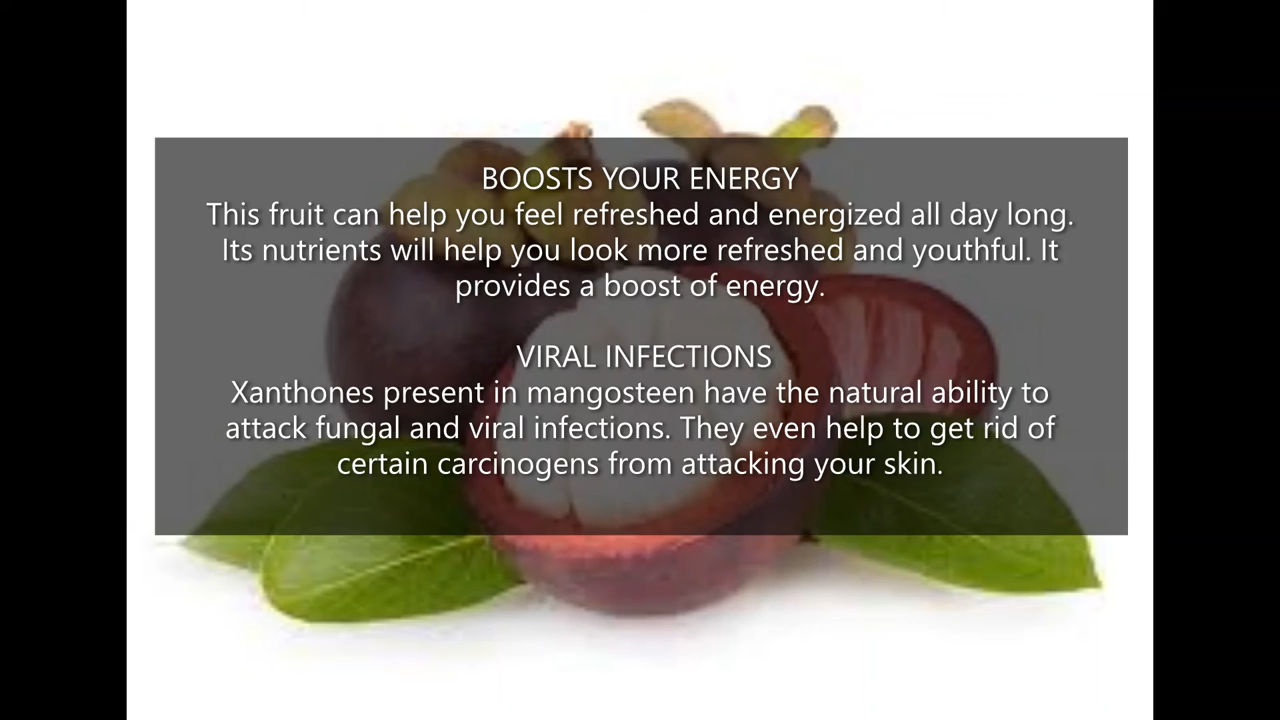 BOOSTS YOUR ENERGY
This fruit can help you feel refreshed and energized all day long.
Its nutrients will help you look more refreshed and youthful. It
provides a boost of energy.
VIRAL INFECTIONS
Xanthones present in mangosteen have the natural ability to
attack fungal and viral infections. They even help to get rid of
certain carcinogens from attacking your skin.